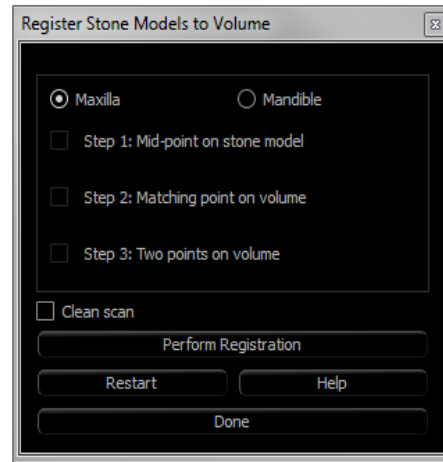 Register Stone Models to Volume
Maxilla Mandible
Step 1: Mid-point on stone model
Step 2: Matching point on volume
Step 3: Two points on volume
Clean scan
Perform Registration
Restart Help
Done